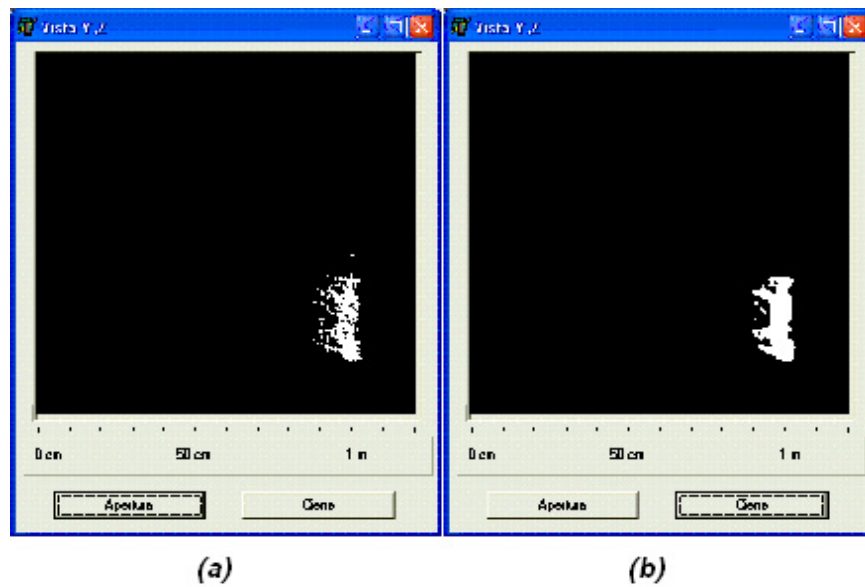 Vista Y,Z
Vista Y,Z
0 cm 50 cm 1 m
0 cm 50 cm 1 m
Apertura Cierre
Apertura Cierre
(a) (b)